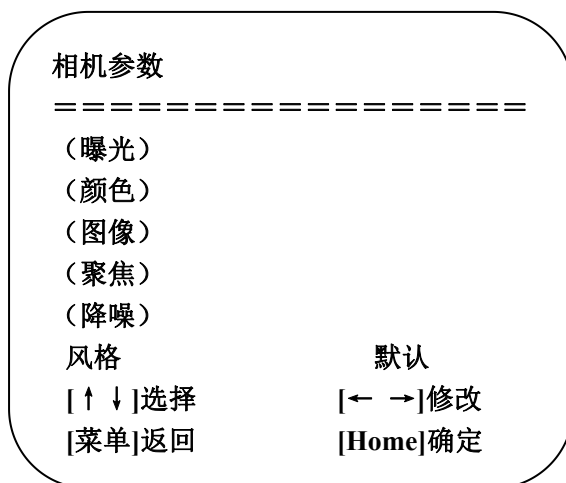 相机参数
＝＝＝＝＝＝＝＝＝＝＝＝＝＝＝＝＝
（曝光）
（颜色）
（图像）
（聚焦）
（降噪）
风格 默认
[↑ ↓]选择 [← →]修改
[菜单]返回 [Home]确定